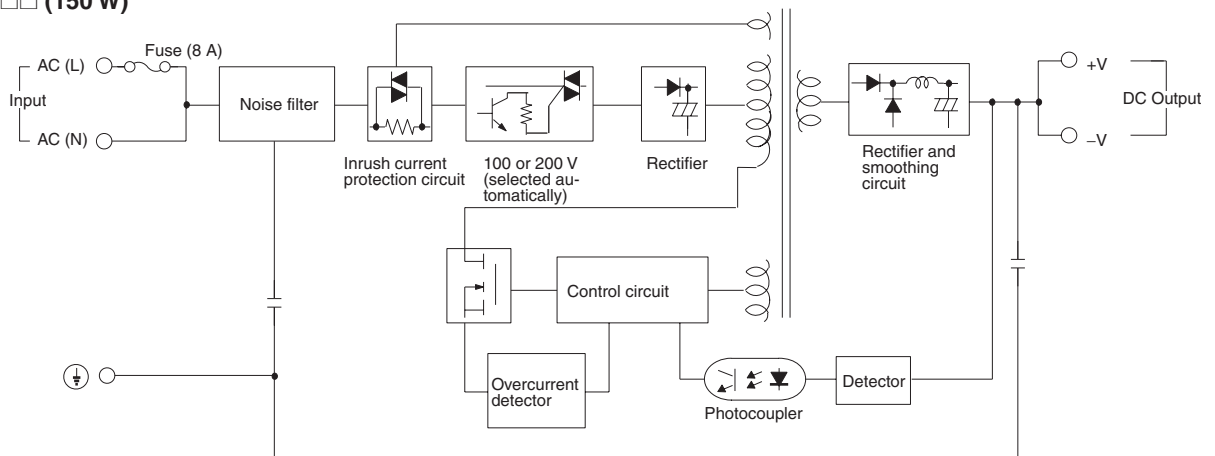 □□ (150 W)
Fuse (8 A)
AC (L)
Input
AC (N)
Noise filter
Inrush current
protection circuit
100 or 200 V
(selected au-
tomatically)
Rectifier
Rectifier and
smoothing
circuit
+V
DC Output
–V
Control circuit
Overcurrent
detector
Photocoupler
Detector